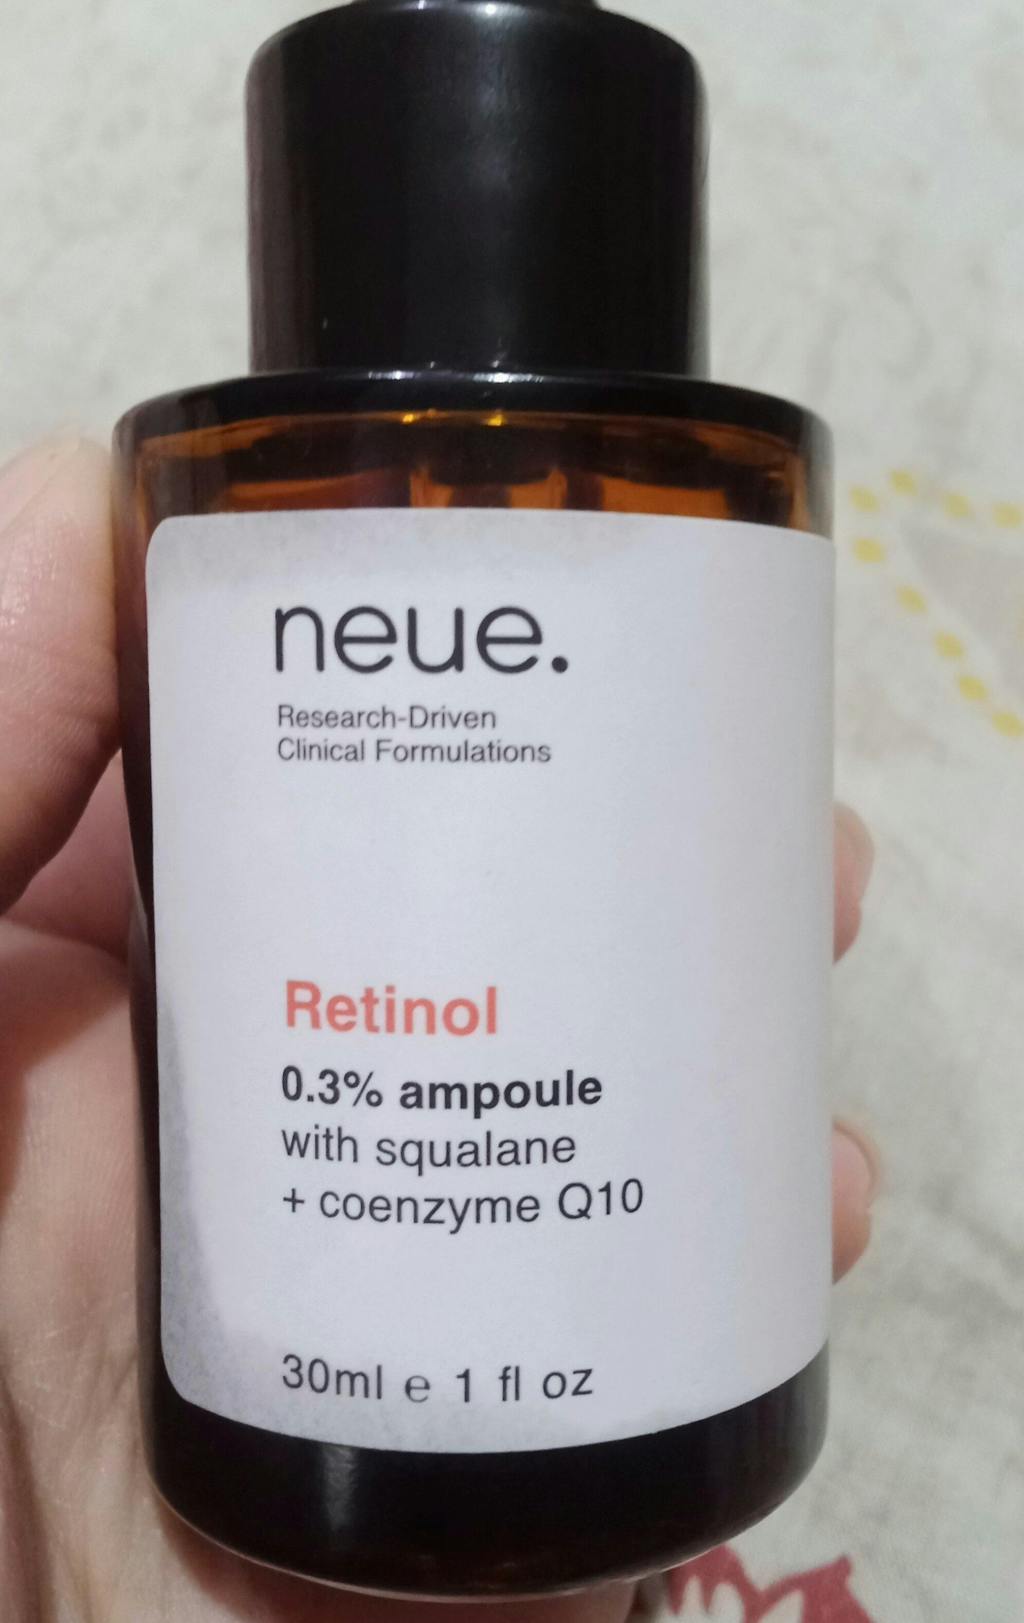 neue.
Research-Driven
Clinical Formulations
Retinol
0.3% ampoule
with squalane
+ coenzyme Q10
30ml ℮ 1 fl oz